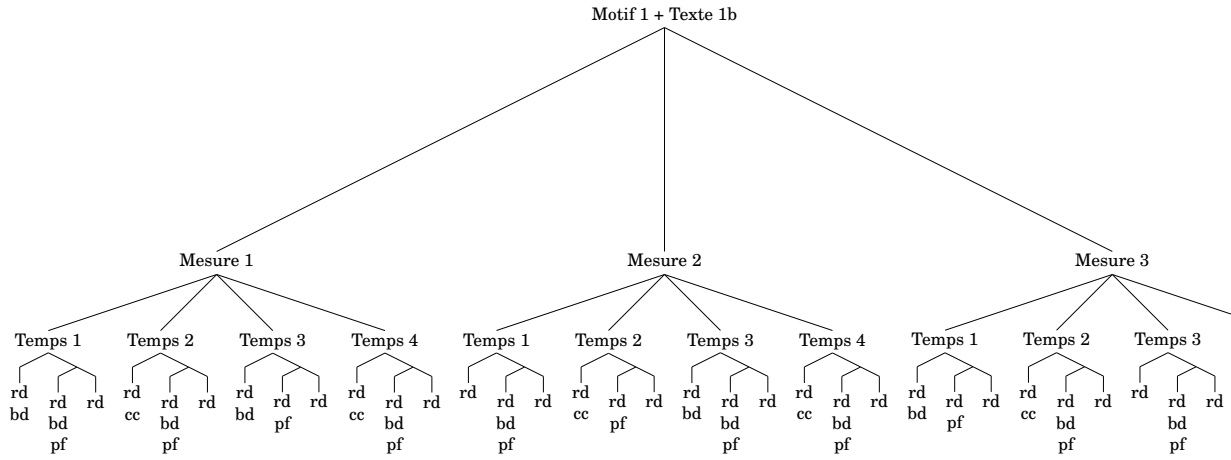 Motif 1 + Texte 1b
Mesure 1 Mesure 2 Mesure 3
Temps 1 Temps 2 Temps 3 Temps 4 Temps 1 Temps 2 Temps 3 Temps 4 Temps 1 Temps 2 Temps 3
rd rd rd rd rd rd rd rd rd rd rd rd rd rd rd rd rd rd rd rd rd rd rd rd rd rd rd rd rd rd rd rd rd
bd bd cc bd bd pf cc bd bd cc pf bd bd cc bd bd pf cc bd bd
pf pf pf pf pf pf pf pf